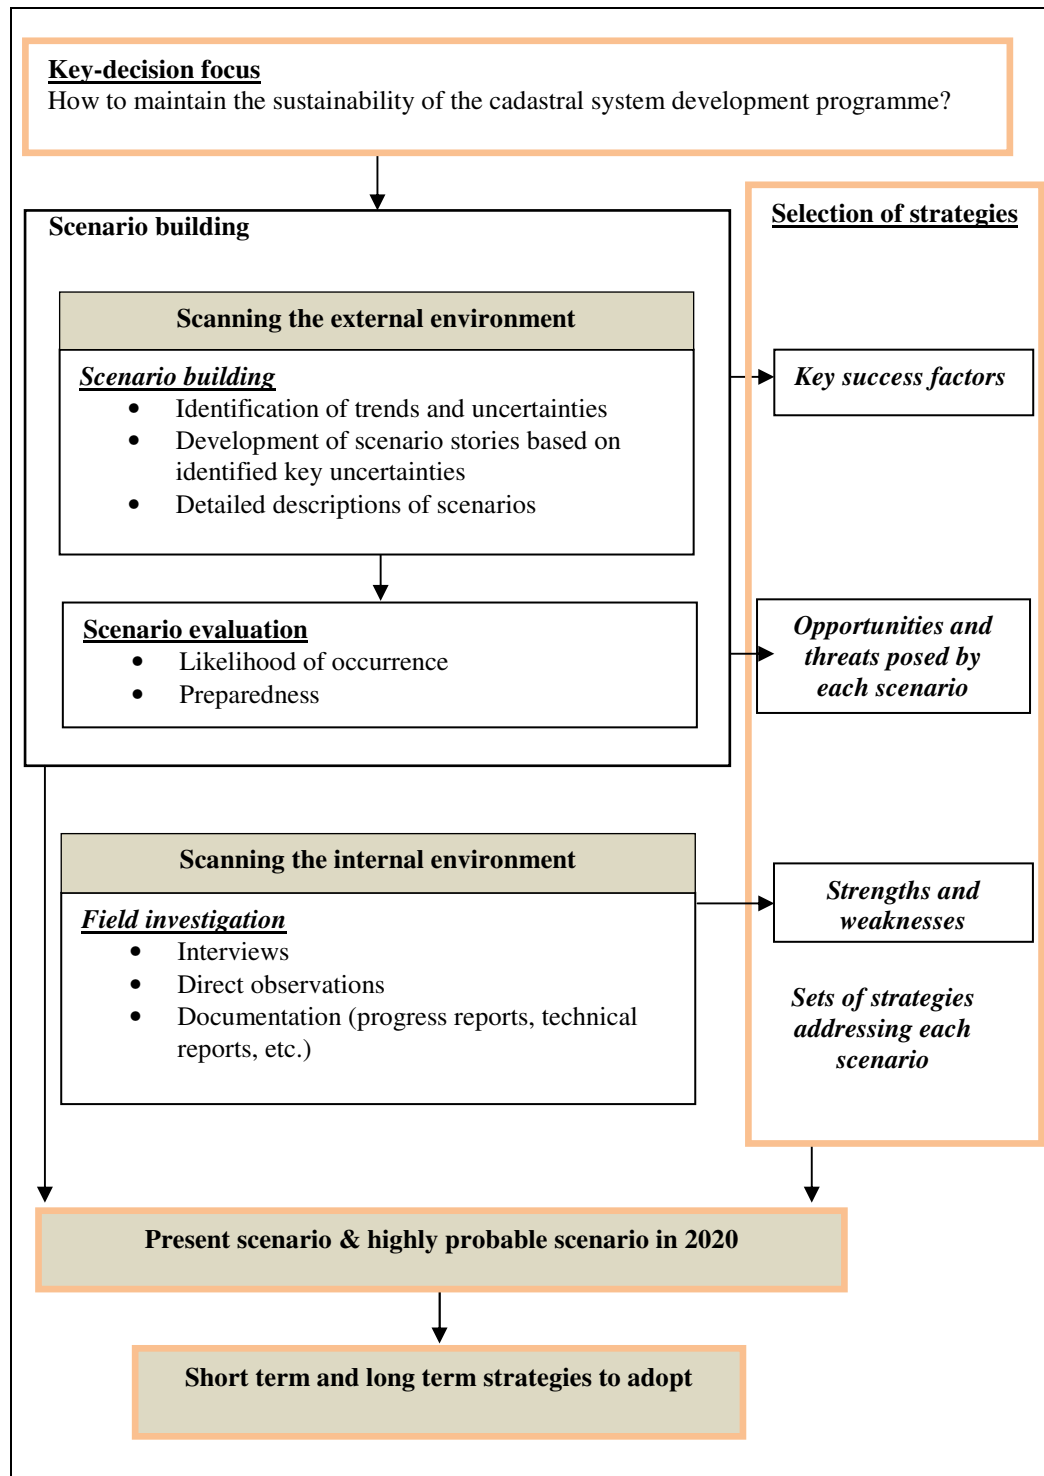 Key-decision focus
How to maintain the sustainability of the cadastral system development programme?
Scenario building
Scanning the external environment
Scenario building
• Identification of trends and uncertainties
• Development of scenario stories based on
identified key uncertainties
• Detailed descriptions of scenarios
Scenario evaluation
• Likelihood of occurrence
• Preparedness
Scanning the internal environment
Field investigation
• Interviews
• Direct observations
• Documentation (progress reports, technical
reports, etc.)
Selection of strategies
Key success factors
Opportunities and
threats posed by
each scenario
Strengths and
weaknesses
Sets of strategies
addressing each
scenario
Present scenario & highly probable scenario in 2020
Short term and long term strategies to adopt